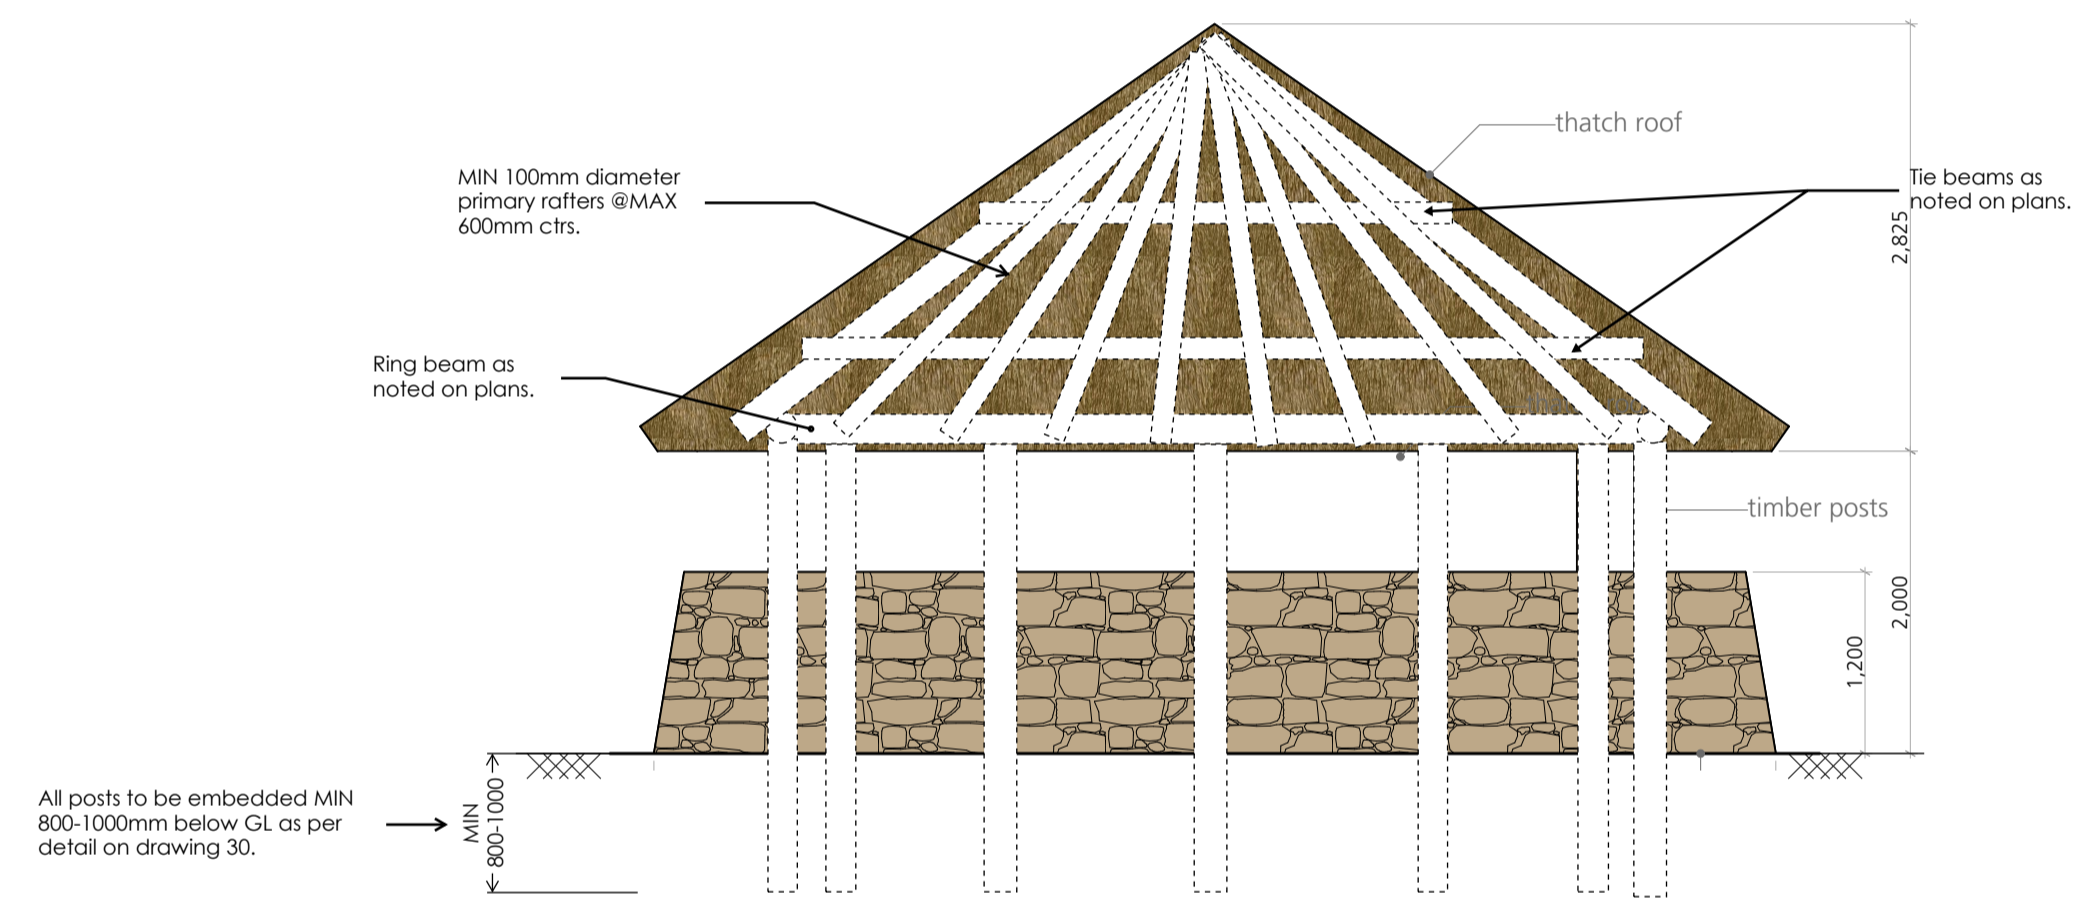 thatch roof
MIN 100mm diameter
primary rafters @MAX
600mm ctrs.
Tie beams as
noted on plans.
2,825
Ring beam as
noted on plans.
timber posts
2,000
1,200
All posts to be embedded MIN
800-1000mm below GL as per
detail on drawing 30.
MIN
800-1000